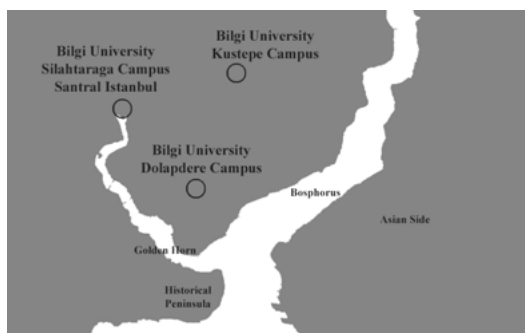 Bilgi University
Silahtaraga Campus
Santral Istanbul
Bilgi University
Kustepe Campus
Bilgi University
Dolapdere Campus
Bosphorus
Asian Side
Golden Horn
Historical
Peninsula